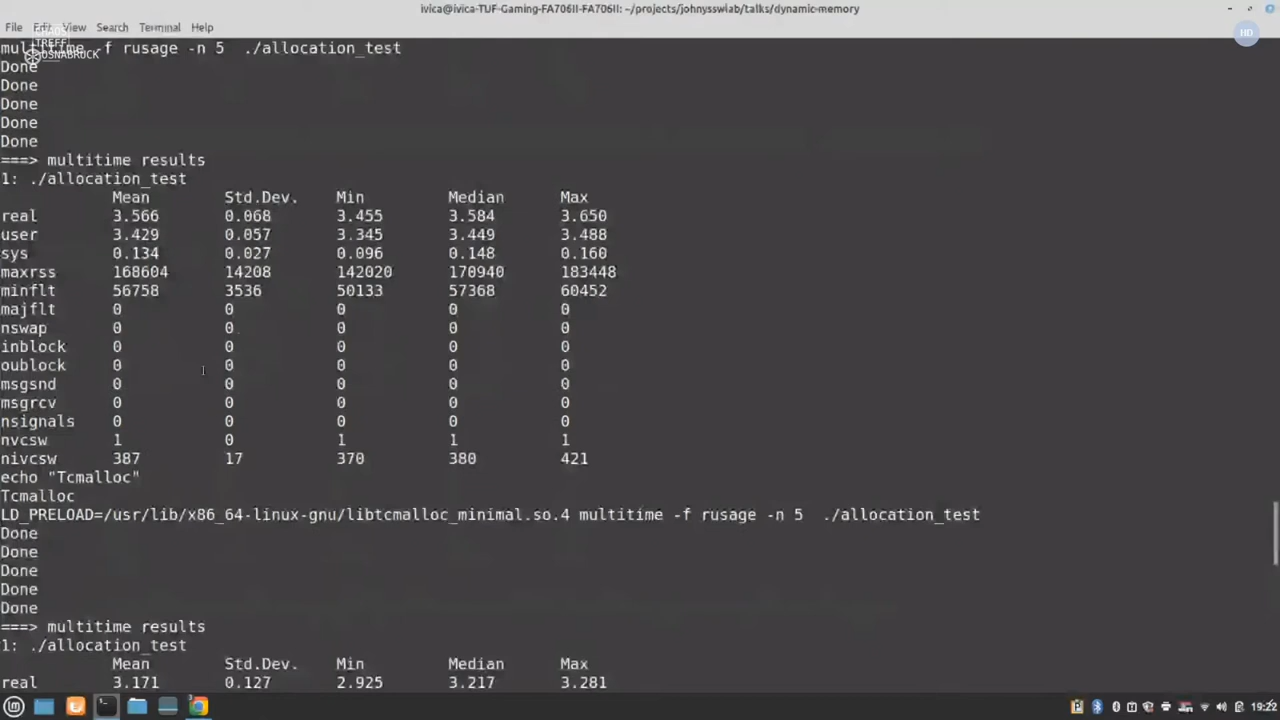 ivica@ivica-TUF-Gaming-FA706II-FA706II: ~/projects/johnysswlab/talks/dynamic-memory
File Edit View Search Terminal Help
HD
TREFF
OSNABRÜCK
multitime -f rusage -n 5 ./allocation_test
Done
Done
Done
Done
Done
===> multitime results
1: ./allocation_test
Mean Std.Dev. Min Median Max
real 3.566 0.068 3.455 3.584 3.650
user 3.429 0.057 3.345 3.449 3.488
sys 0.134 0.027 0.096 0.148 0.160
maxrss 168604 14208 142020 170940 183448
minflt 56758 3536 50133 57368 60452
majflt 0 0 0 0 0
nswap 0 0 0 0 0
inblock 0 0 0 0 0
oublock 0 0 0 0 0
msgsnd 0 0 0 0 0
msgrcv 0 0 0 0 0
nsignals 0 0 0 0 0
nvcsw 1 0 1 1 1
nivcsw 387 17 370 380 421
echo "Tcmalloc"
Tcmalloc
LD_PRELOAD=/usr/lib/x86_64-linux-gnu/libtcmalloc_minimal.so.4 multitime -f rusage -n 5 ./allocation_test
Done
Done
Done
Done
Done
===> multitime results
1: ./allocation_test
Mean Std.Dev. Min Median Max
real 3.171 0.127 2.925 3.217 3.281
19:22